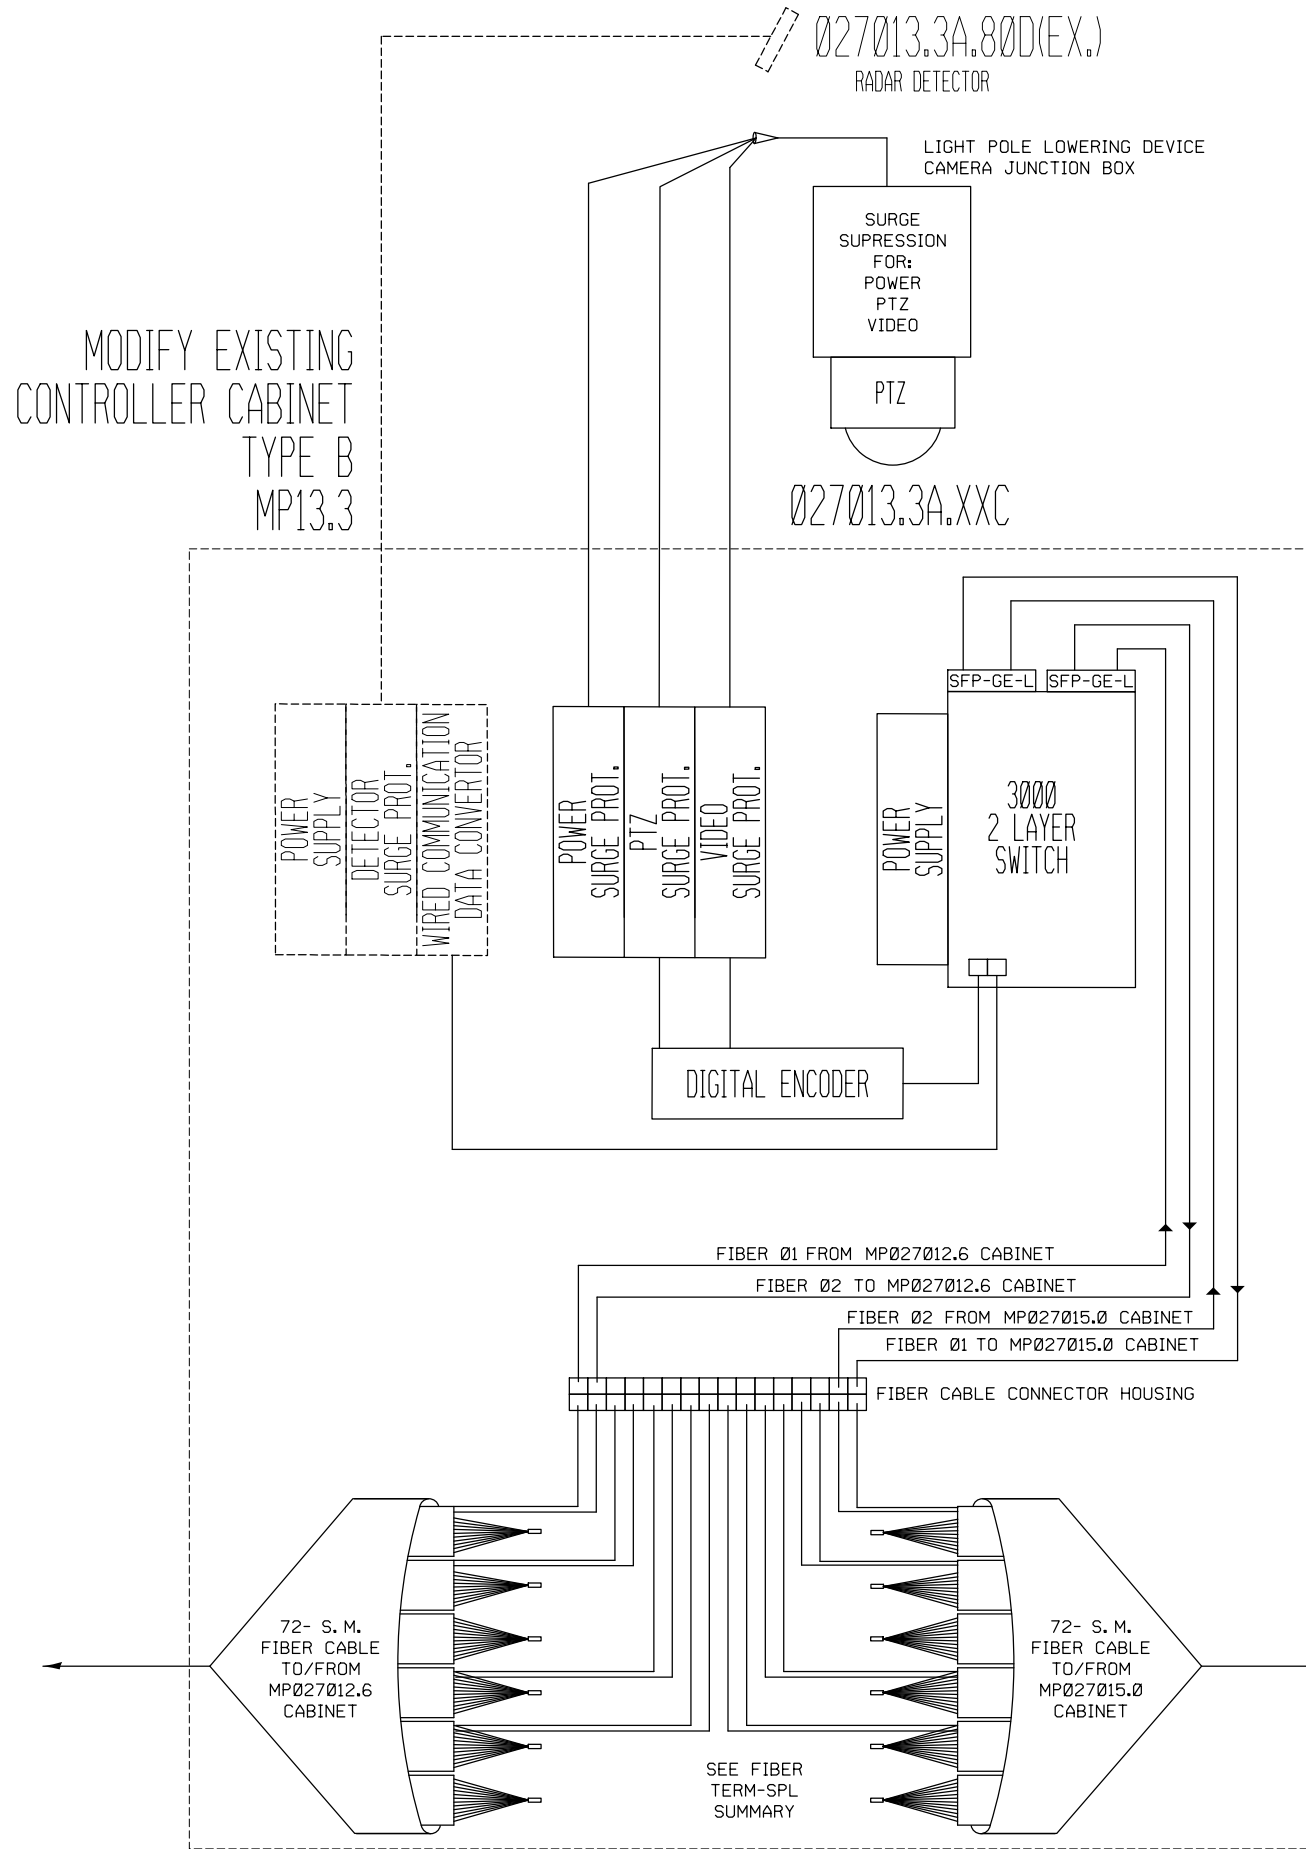 Ø27Ø13.3A.8ØD(EX.)
RADAR DETECTOR
LIGHT POLE LOWERING DEVICE
CAMERA JUNCTION BOX
SURGE
SUPRESSION
FOR:
POWER
PTZ
VIDEO
PTZ
Ø27Ø13.3A.XXC
MODIFY EXISTING
CONTROLLER CABINET
TYPE B
MP13.3
SFP-GE-L
SFP-GE-L
POWER
SUPPLY
DETECTOR
SURGE PROT.
WIRED COMMUNICATION
DATA CONVERTOR
POWER
SURGE PROT.
PTZ
SURGE PROT.
VIDEO
SURGE PROT.
POWER
SUPPLY
3ØØØ
2 LAYER
SWITCH
DIGITAL ENCODER
FIBER Ø1 FROM MPØ27Ø12.6 CABINET
FIBER Ø2 TO MPØ27Ø12.6 CABINET
FIBER Ø2 FROM MPØ27Ø15.Ø CABINET
FIBER Ø1 TO MPØ27Ø15.Ø CABINET
FIBER CABLE CONNECTOR HOUSING
72- S.M.
FIBER CABLE
TO/FROM
MPØ27Ø12.6
CABINET
72- S.M.
FIBER CABLE
TO/FROM
MPØ27Ø15.Ø
CABINET
SEE FIBER
TERM-SPL
SUMMARY